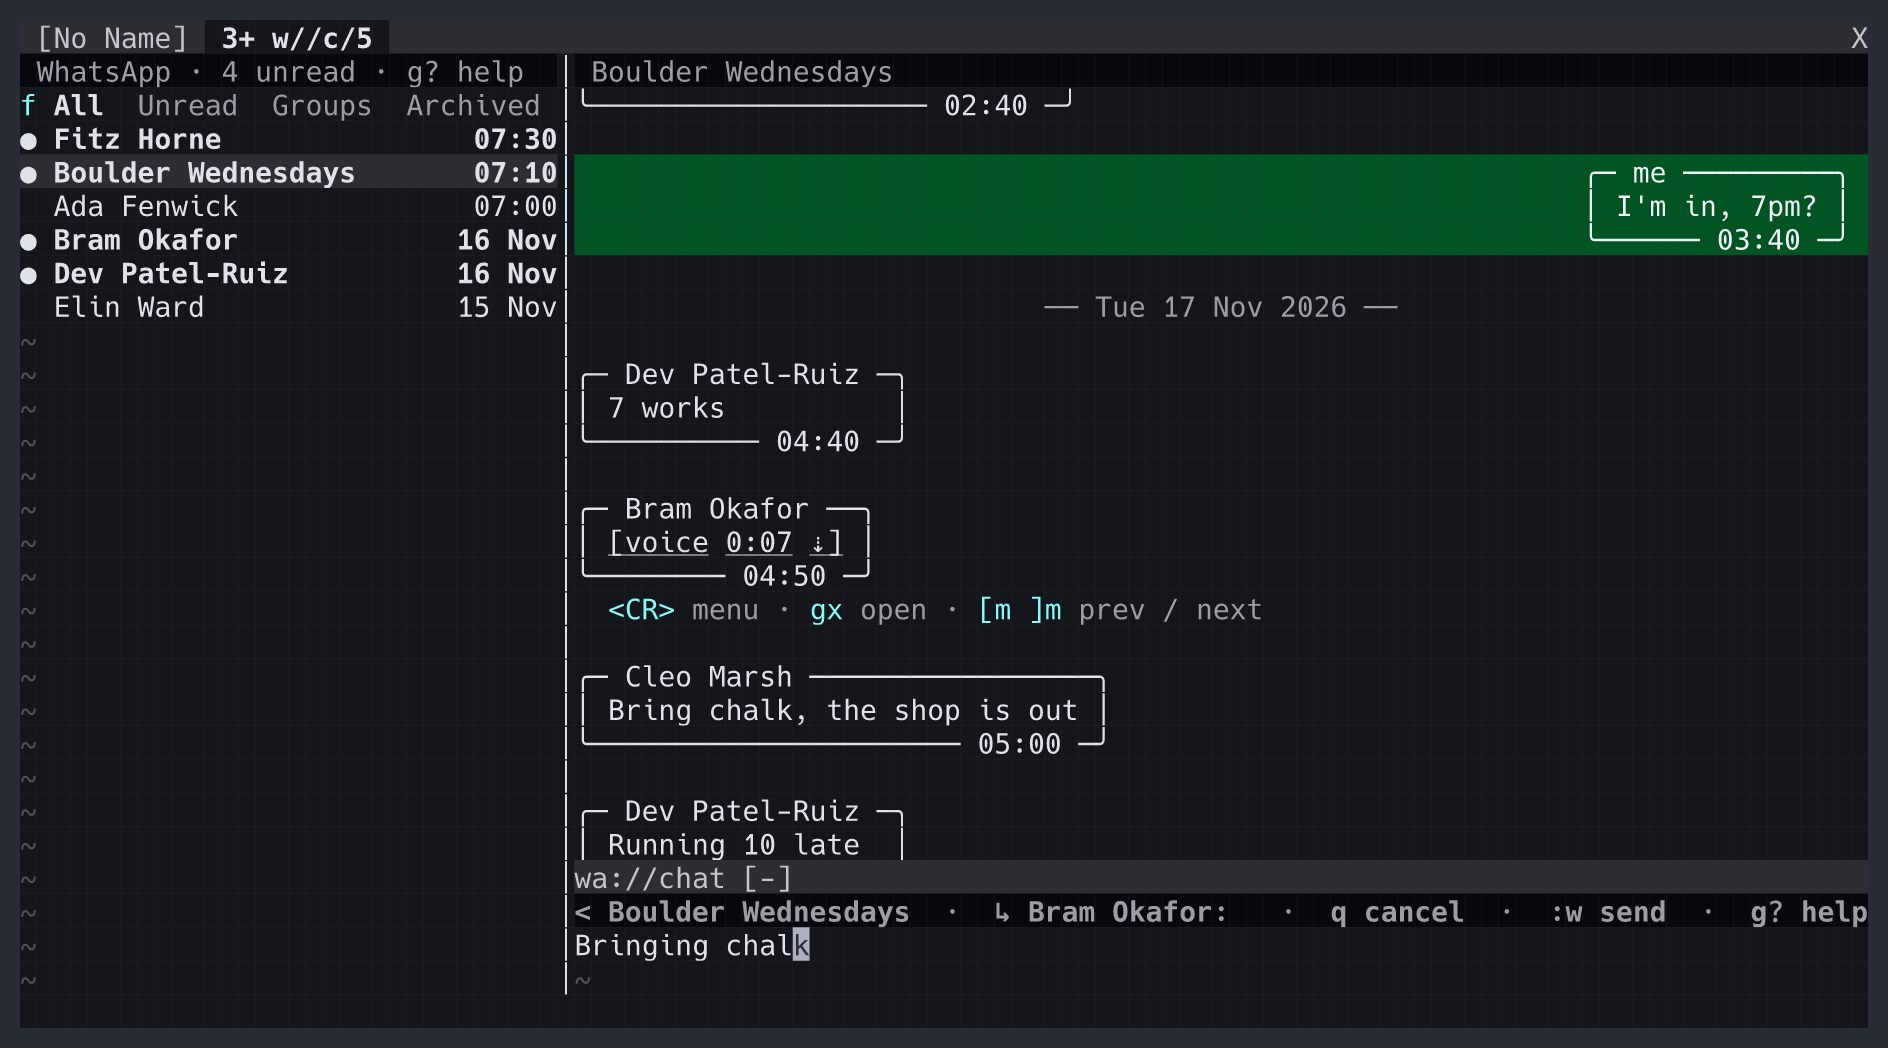 [No Name] 3+ w//c/5 X
WhatsApp · 4 unread · g? help
f All Unread Groups Archived
● Fitz Horne 07:30
● Boulder Wednesdays 07:10
Ada Fenwick 07:00
● Bram Okafor 16 Nov
● Dev Patel-Ruiz 16 Nov
Elin Ward 15 Nov
Boulder Wednesdays
02:40
me
I'm in, 7pm?
03:40
—— Tue 17 Nov 2026 ——
Dev Patel-Ruiz
7 works
04:40
Bram Okafor
[voice 0:07 ⇣]
04:50
<CR> menu · gx open · [m ]m prev / next
Cleo Marsh
Bring chalk, the shop is out
05:00
Dev Patel-Ruiz
Running 10 late
wa://chat [-]
< Boulder Wednesdays · ↳ Bram Okafor: · q cancel · :w send · g? help
Bringing chalk